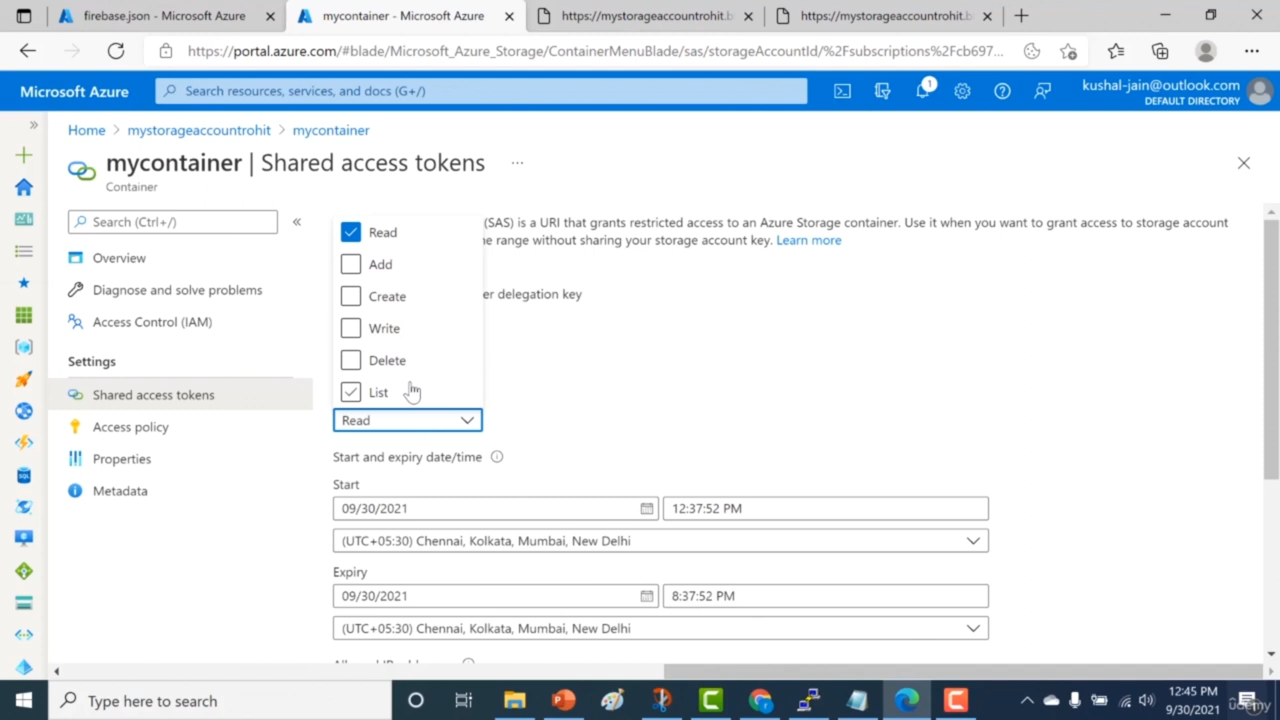 firebase.json - Microsoft Azure
mycontainer - Microsoft Azure
https://mystorageaccountrohit.b
https://mystorageaccountrohit.b
https://portal.azure.com/#blade/Microsoft_Azure_Storage/ContainerMenuBlade/sas/storageAccountId/%2Fsubscriptions%2Fcb697...
Microsoft Azure
Search resources, services, and docs (G+/)
1
kushal-jain@outlook.com
DEFAULT DIRECTORY
Home > mystorageaccountrohit > mycontainer
mycontainer | Shared access tokens ...
Container
Search (Ctrl+/)
Overview
Diagnose and solve problems
Access Control (IAM)
Settings
Shared access tokens
Access policy
Properties
Metadata
(SAS) is a URI that grants restricted access to an Azure Storage container. Use it when you want to grant access to storage account
e range without sharing your storage account key. Learn more
er delegation key
Read
Add
Create
Write
Delete
List
Read
Start and expiry date/time
Start
09/30/2021
12:37:52 PM
(UTC+05:30) Chennai, Kolkata, Mumbai, New Delhi
Expiry
09/30/2021
8:37:52 PM
(UTC+05:30) Chennai, Kolkata, Mumbai, New Delhi
Type here to search
12:45 PM
9/30/2021
udemy